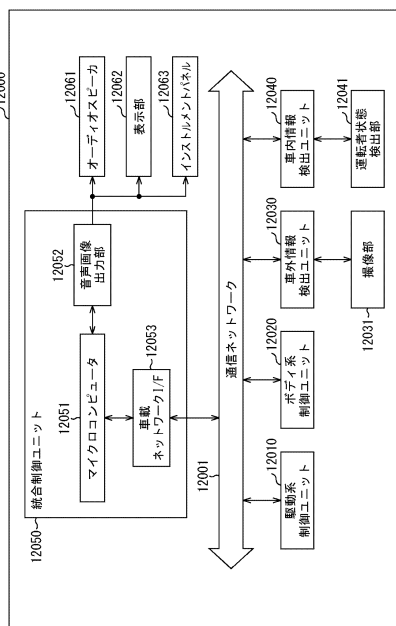 12000
12050
統合制御ユニット
12051
マイクロコンピュータ
12052
音声画像
出力部
12053
車載
ネットワークI/F
12061
オーディオスピーカ
12062
表示部
12063
インストルメントパネル
12001
通信ネットワーク
12010
駆動系
制御ユニット
12020
ボディ系
制御ユニット
12030
車外情報
検出ユニット
12031
撮像部
12040
車内情報
検出ユニット
12041
運転者状態
検出部